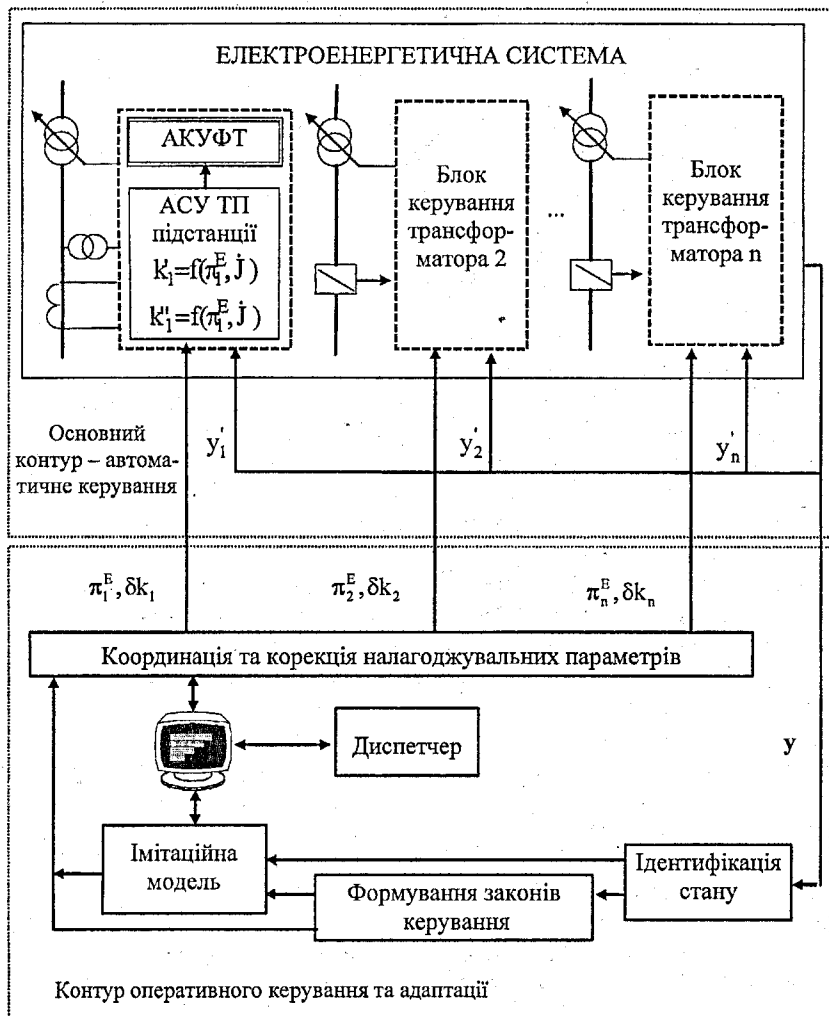 ЕЛЕКТРОЕНЕРГЕТИЧНА СИСТЕМА
АКУФТ
АСУ ТП
підстанції
k'₁=f(π₁ᴱ, J̇)
k''₁=f(π₁ᴱ, J̇)
Блок
керування
трансфор-
матора 2
...
Блок
керування
трансфор-
матора n
Основний
контур – автома-
тичне керування
y'₁
y'₂
y'ₙ
π₁ᴱ, δk₁
π₂ᴱ, δk₂
πₙᴱ, δkₙ
Координація та корекція налагоджувальних параметрів
Диспетчер
y
Імітаційна
модель
Формування законів
керування
Ідентифікація
стану
Контур оперативного керування та адаптації